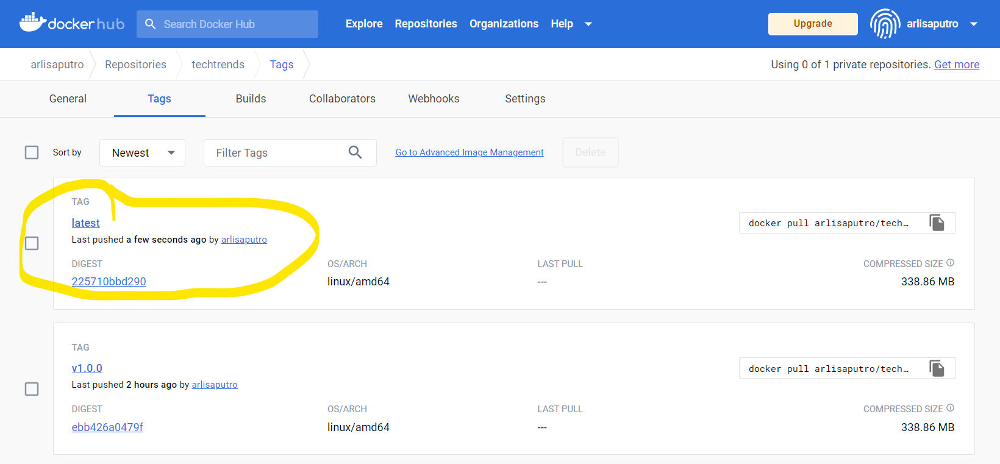 docker hub Search Docker Hub Explore Repositories Organizations Help Upgrade arlisaputro
arlisaputro Repositories techtrends Tags Using 0 of 1 private repositories. Get more
General Tags Builds Collaborators Webhooks Settings
Sort by Newest Filter Tags Go to Advanced Image Management Delete
TAG
latest docker pull arlisaputro/tech…
Last pushed a few seconds ago by arlisaputro
DIGEST OS/ARCH LAST PULL COMPRESSED SIZE
225710bbd290 linux/amd64 --- 338.86 MB
TAG
v1.0.0 docker pull arlisaputro/tech…
Last pushed 2 hours ago by arlisaputro
DIGEST OS/ARCH LAST PULL COMPRESSED SIZE
ebb426a0479f linux/amd64 --- 338.86 MB